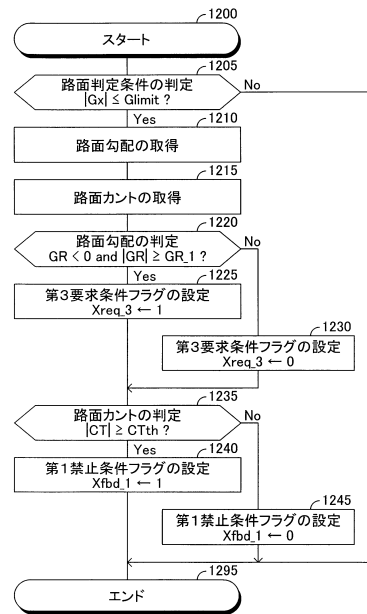 1200
スタート
1205
路面判定条件の判定
|Gx| ≤ Glimit ?
No
Yes
1210
路面勾配の取得
1215
路面カントの取得
1220
路面勾配の判定
GR < 0 and |GR| ≥ GR_1 ?
No
Yes
1225
第3要求条件フラグの設定
Xreq_3 ← 1
1230
第3要求条件フラグの設定
Xreq_3 ← 0
1235
路面カントの判定
|CT| ≥ CTth ?
No
Yes
1240
第1禁止条件フラグの設定
Xfbd_1 ← 1
1245
第1禁止条件フラグの設定
Xfbd_1 ← 0
1295
エンド